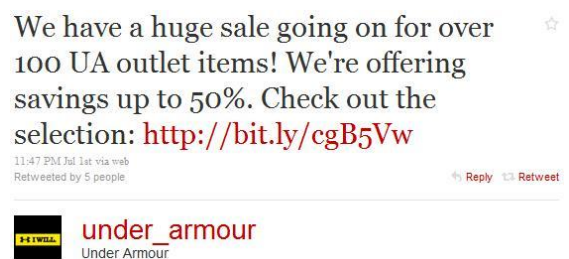 We have a huge sale going on for over
100 UA outlet items! We're offering
savings up to 50%. Check out the
selection: http://bit.ly/cgB5Vw
11:47 PM Jul 1st via web
Retweeted by 5 people
Reply Retweet
I WILL.
under_armour
Under Armour